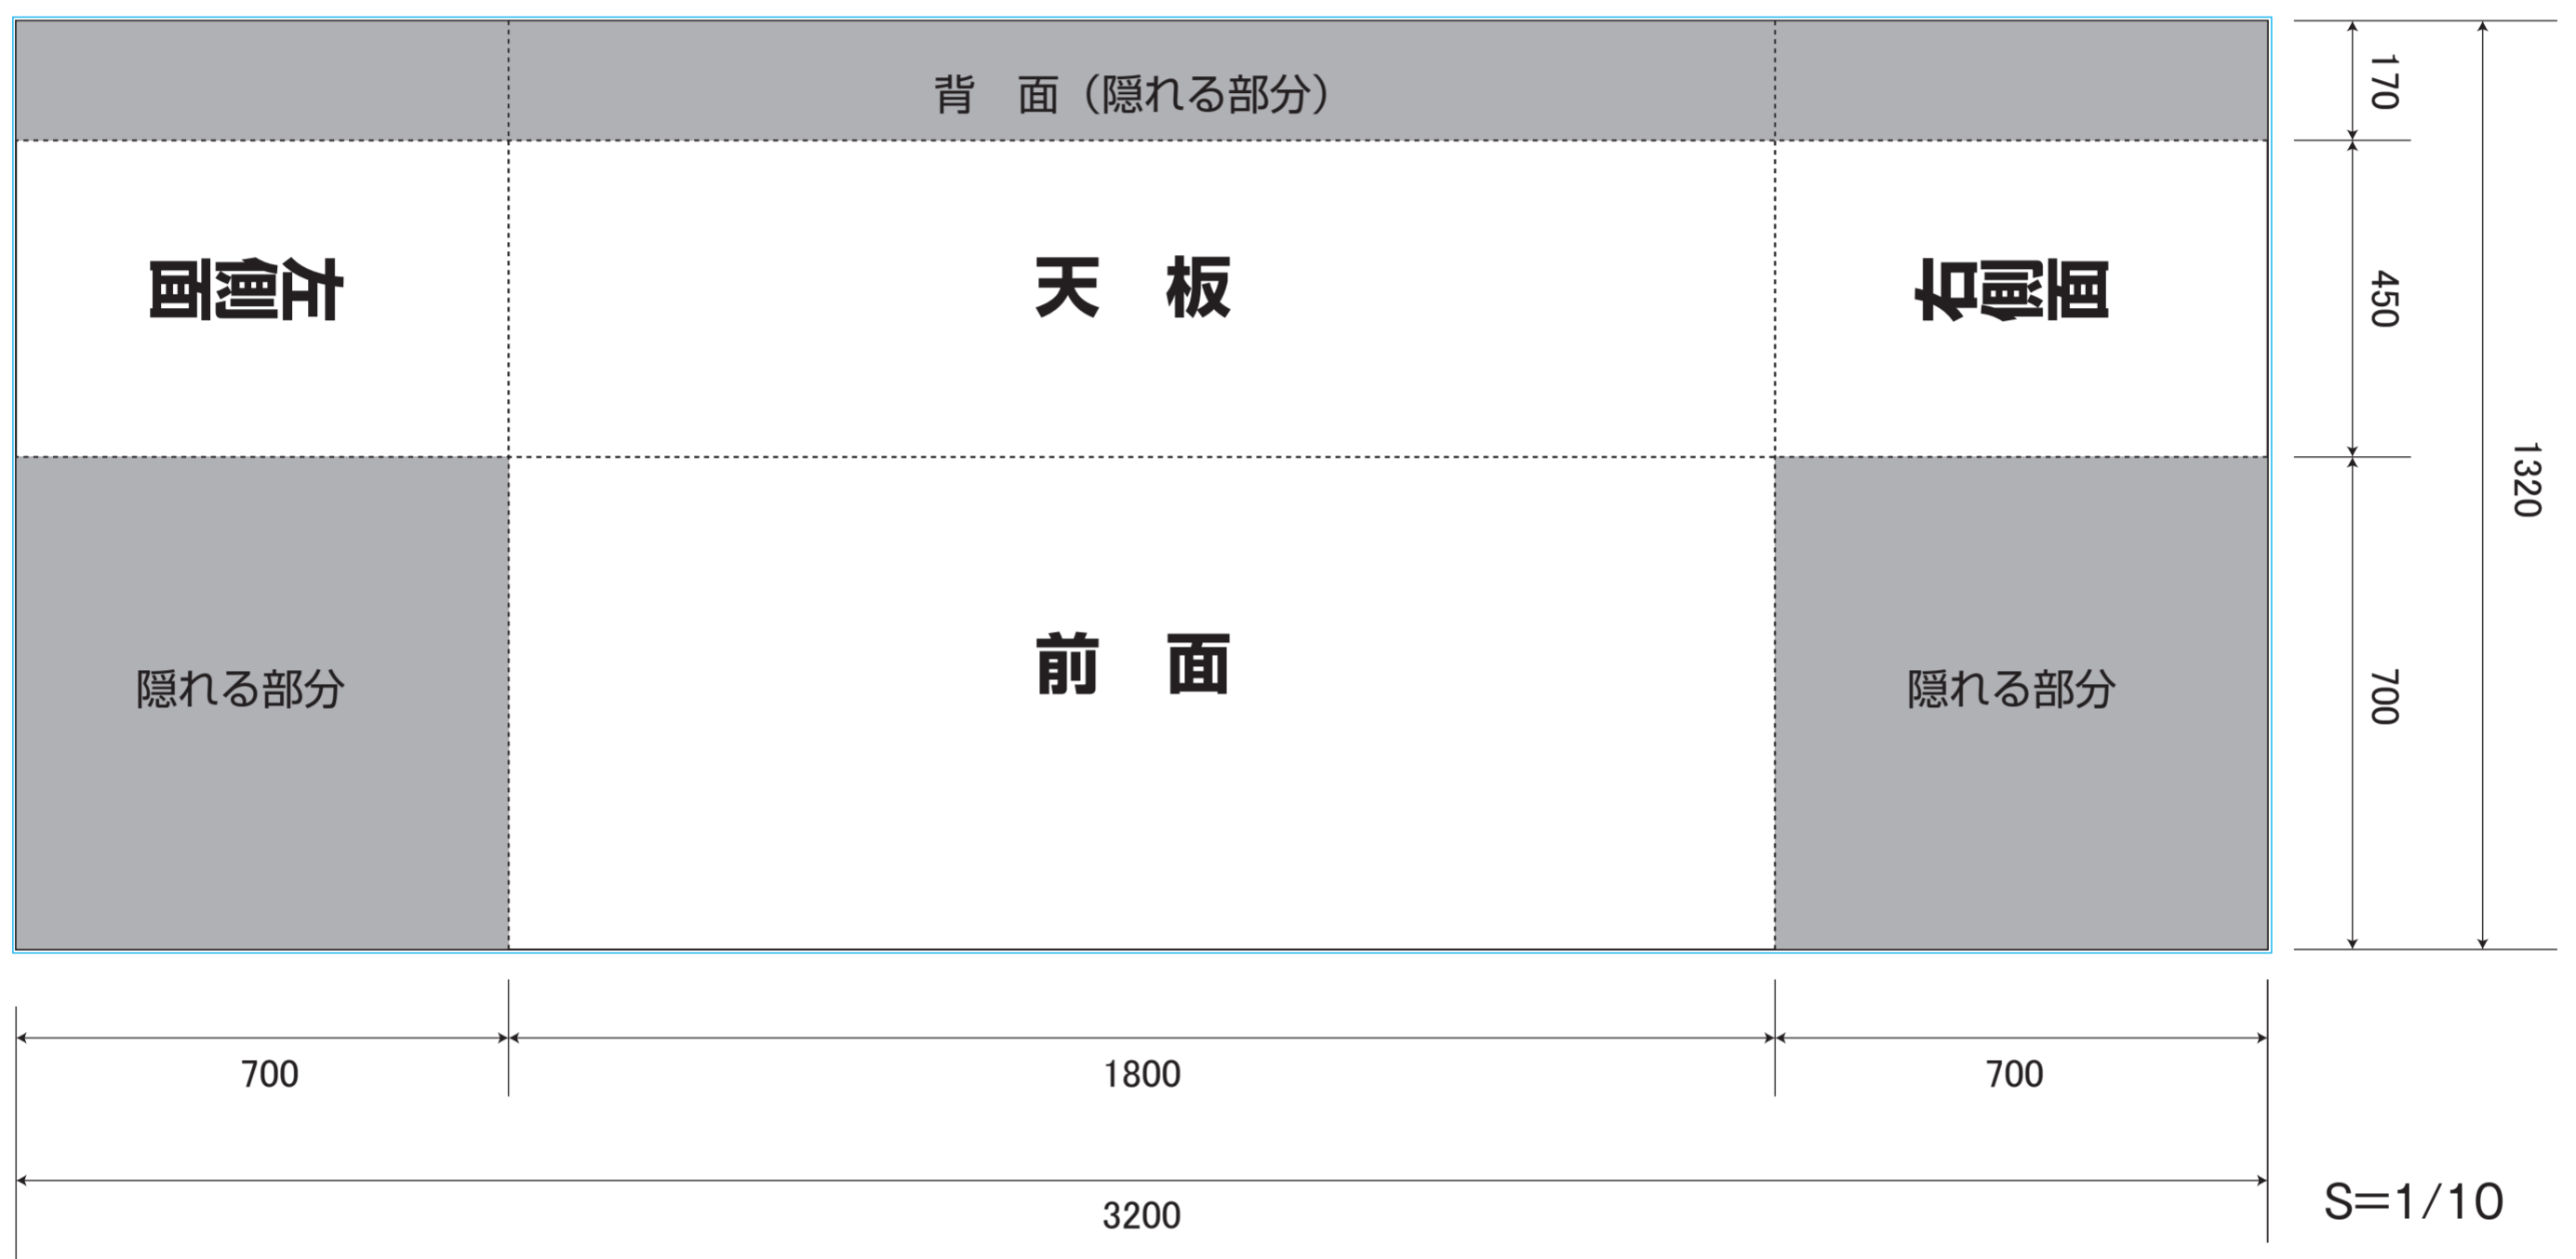 背　面（隠れる部分）
170
左側面
天　板
右側面
450
1320
隠れる部分
前　面
隠れる部分
700
700
1800
700
3200
S=1/10